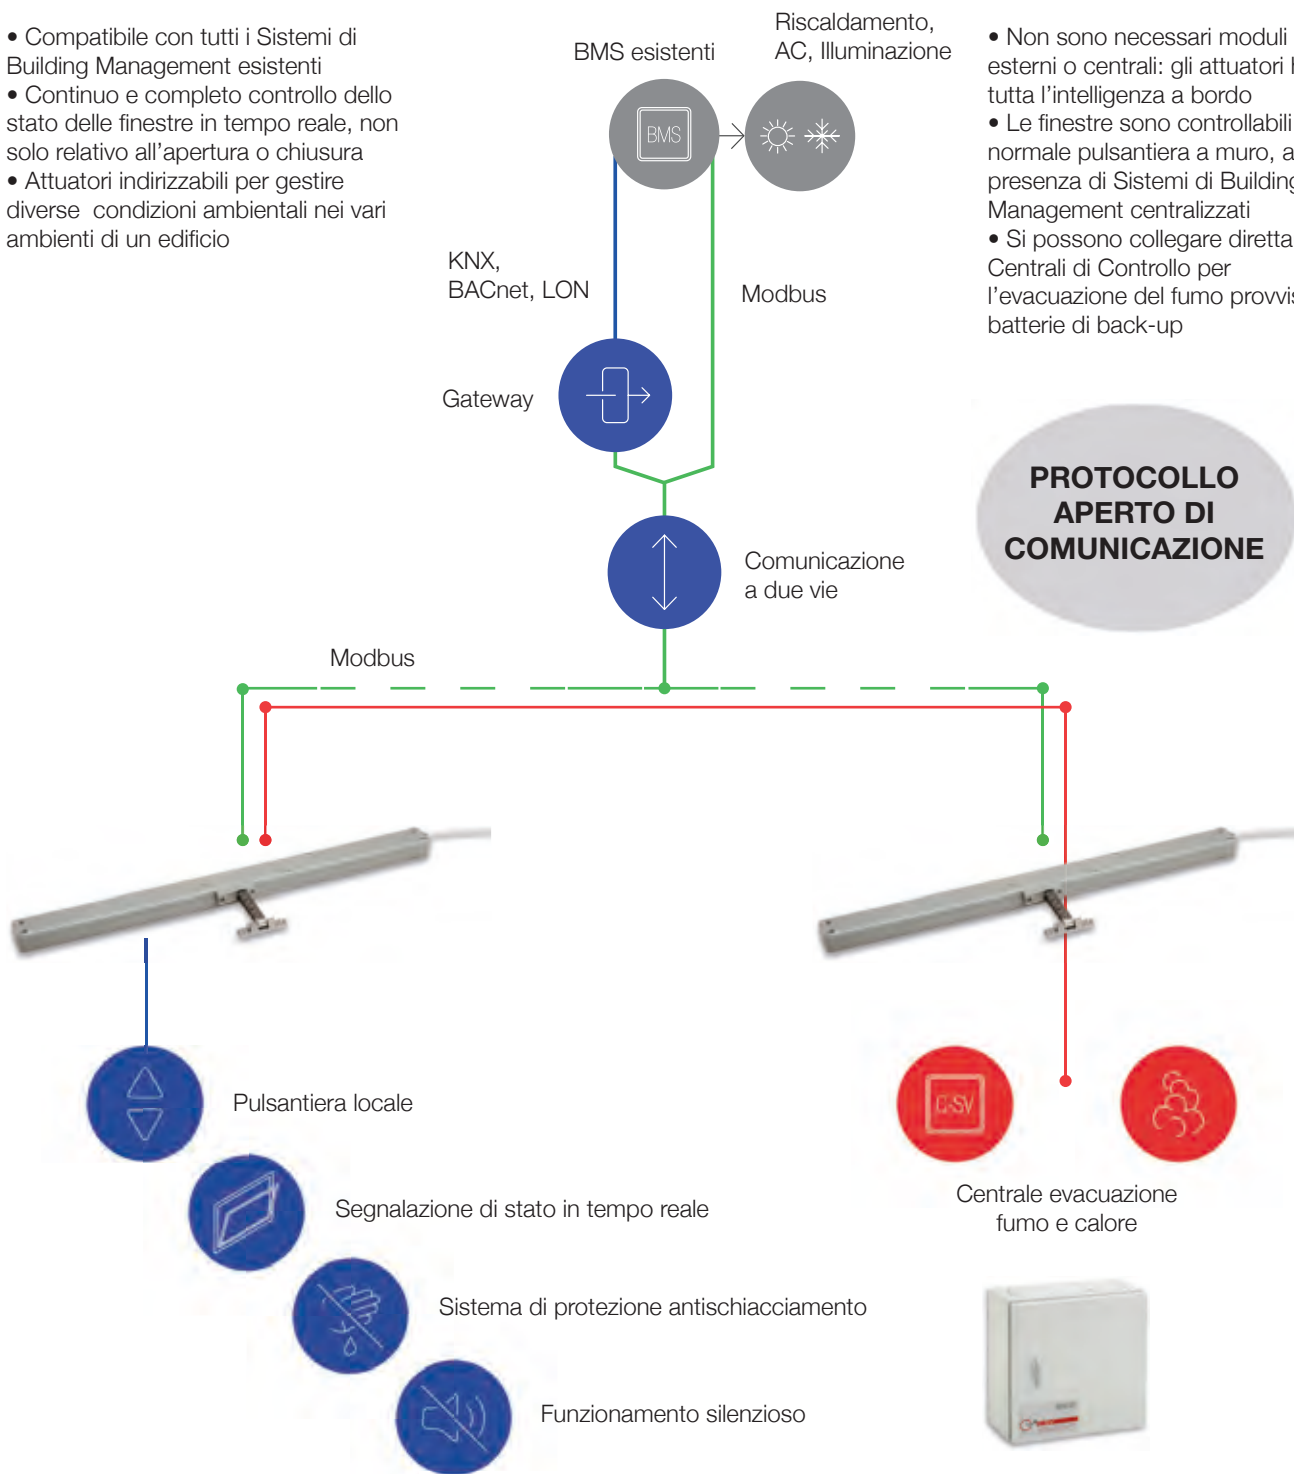 • Compatibile con tutti i Sistemi di
Building Management esistenti
• Continuo e completo controllo dello
stato delle finestre in tempo reale, non
solo relativo all’apertura o chiusura
• Attuatori indirizzabili per gestire
diverse condizioni ambientali nei vari
ambienti di un edificio
BMS esistenti
Riscaldamento,
AC, Illuminazione
BMS
• Non sono necessari moduli
esterni o centrali: gli attuatori
tutta l’intelligenza a bordo
• Le finestre sono controllabili
normale pulsantiera a muro, a
presenza di Sistemi di Building
Management centralizzati
• Si possono collegare diretta
Centrali di Controllo per
l’evacuazione del fumo provvis
batterie di back-up
KNX,
BACnet, LON
Modbus
Gateway
PROTOCOLLO
APERTO DI
COMUNICAZIONE
Comunicazione
a due vie
Modbus
Pulsantiera locale
C-SV
Segnalazione di stato in tempo reale
Centrale evacuazione
fumo e calore
Sistema di protezione antischiacciamento
Funzionamento silenzioso